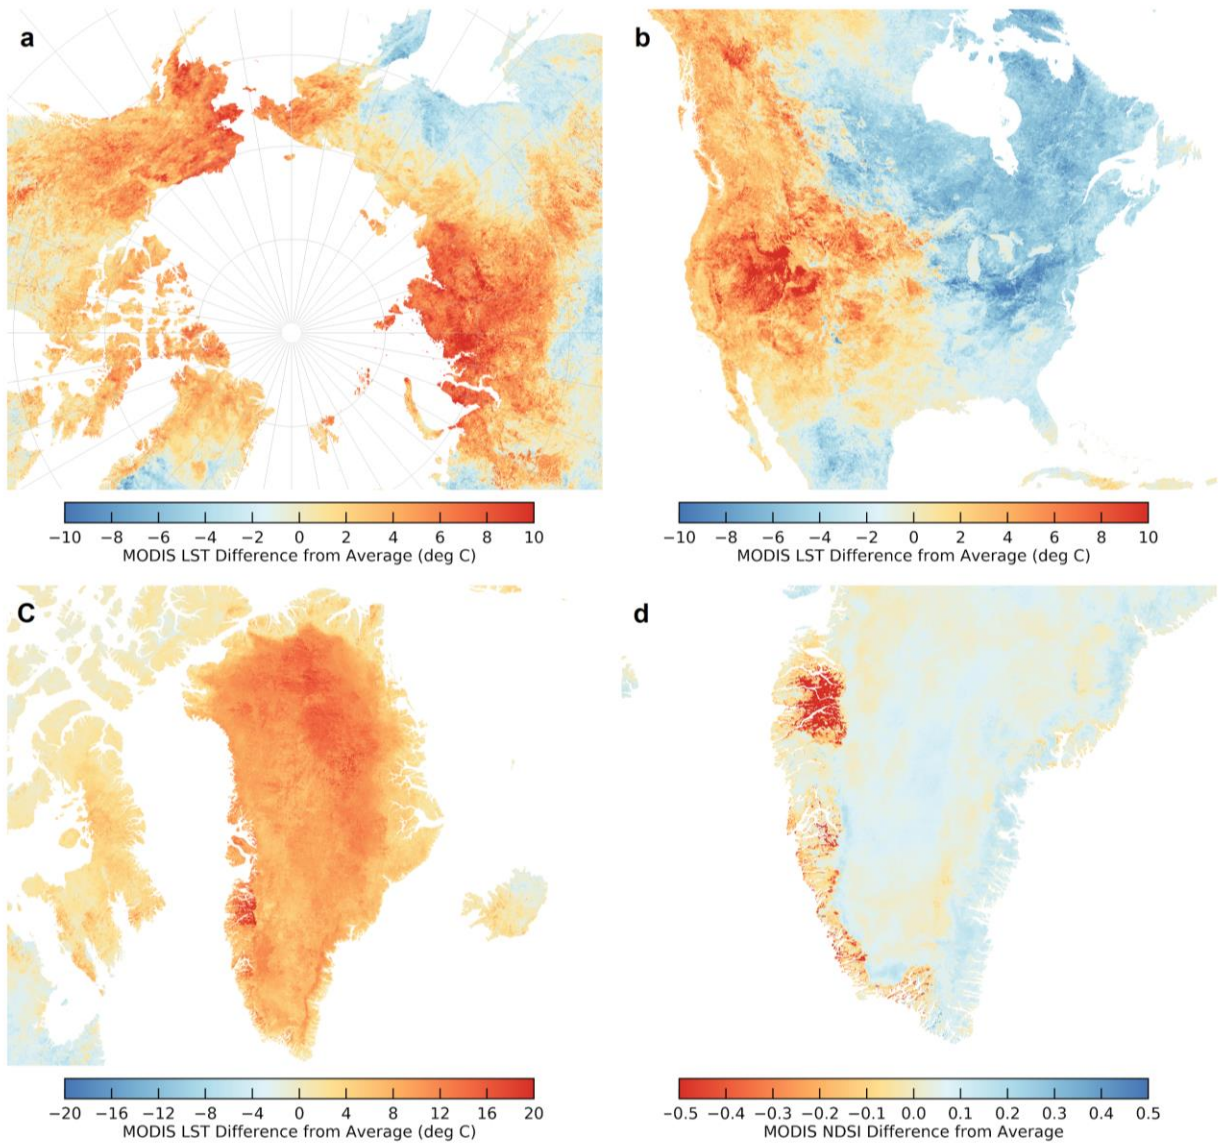 a
b
−10 −8 −6 −4 −2 0 2 4 6 8 10
MODIS LST Difference from Average (deg C)
−10 −8 −6 −4 −2 0 2 4 6 8 10
MODIS LST Difference from Average (deg C)
c
d
−20 −16 −12 −8 −4 0 4 8 12 16 20
MODIS LST Difference from Average (deg C)
−0.5 −0.4 −0.3 −0.2 −0.1 0.0 0.1 0.2 0.3 0.4 0.5
MODIS NDSI Difference from Average